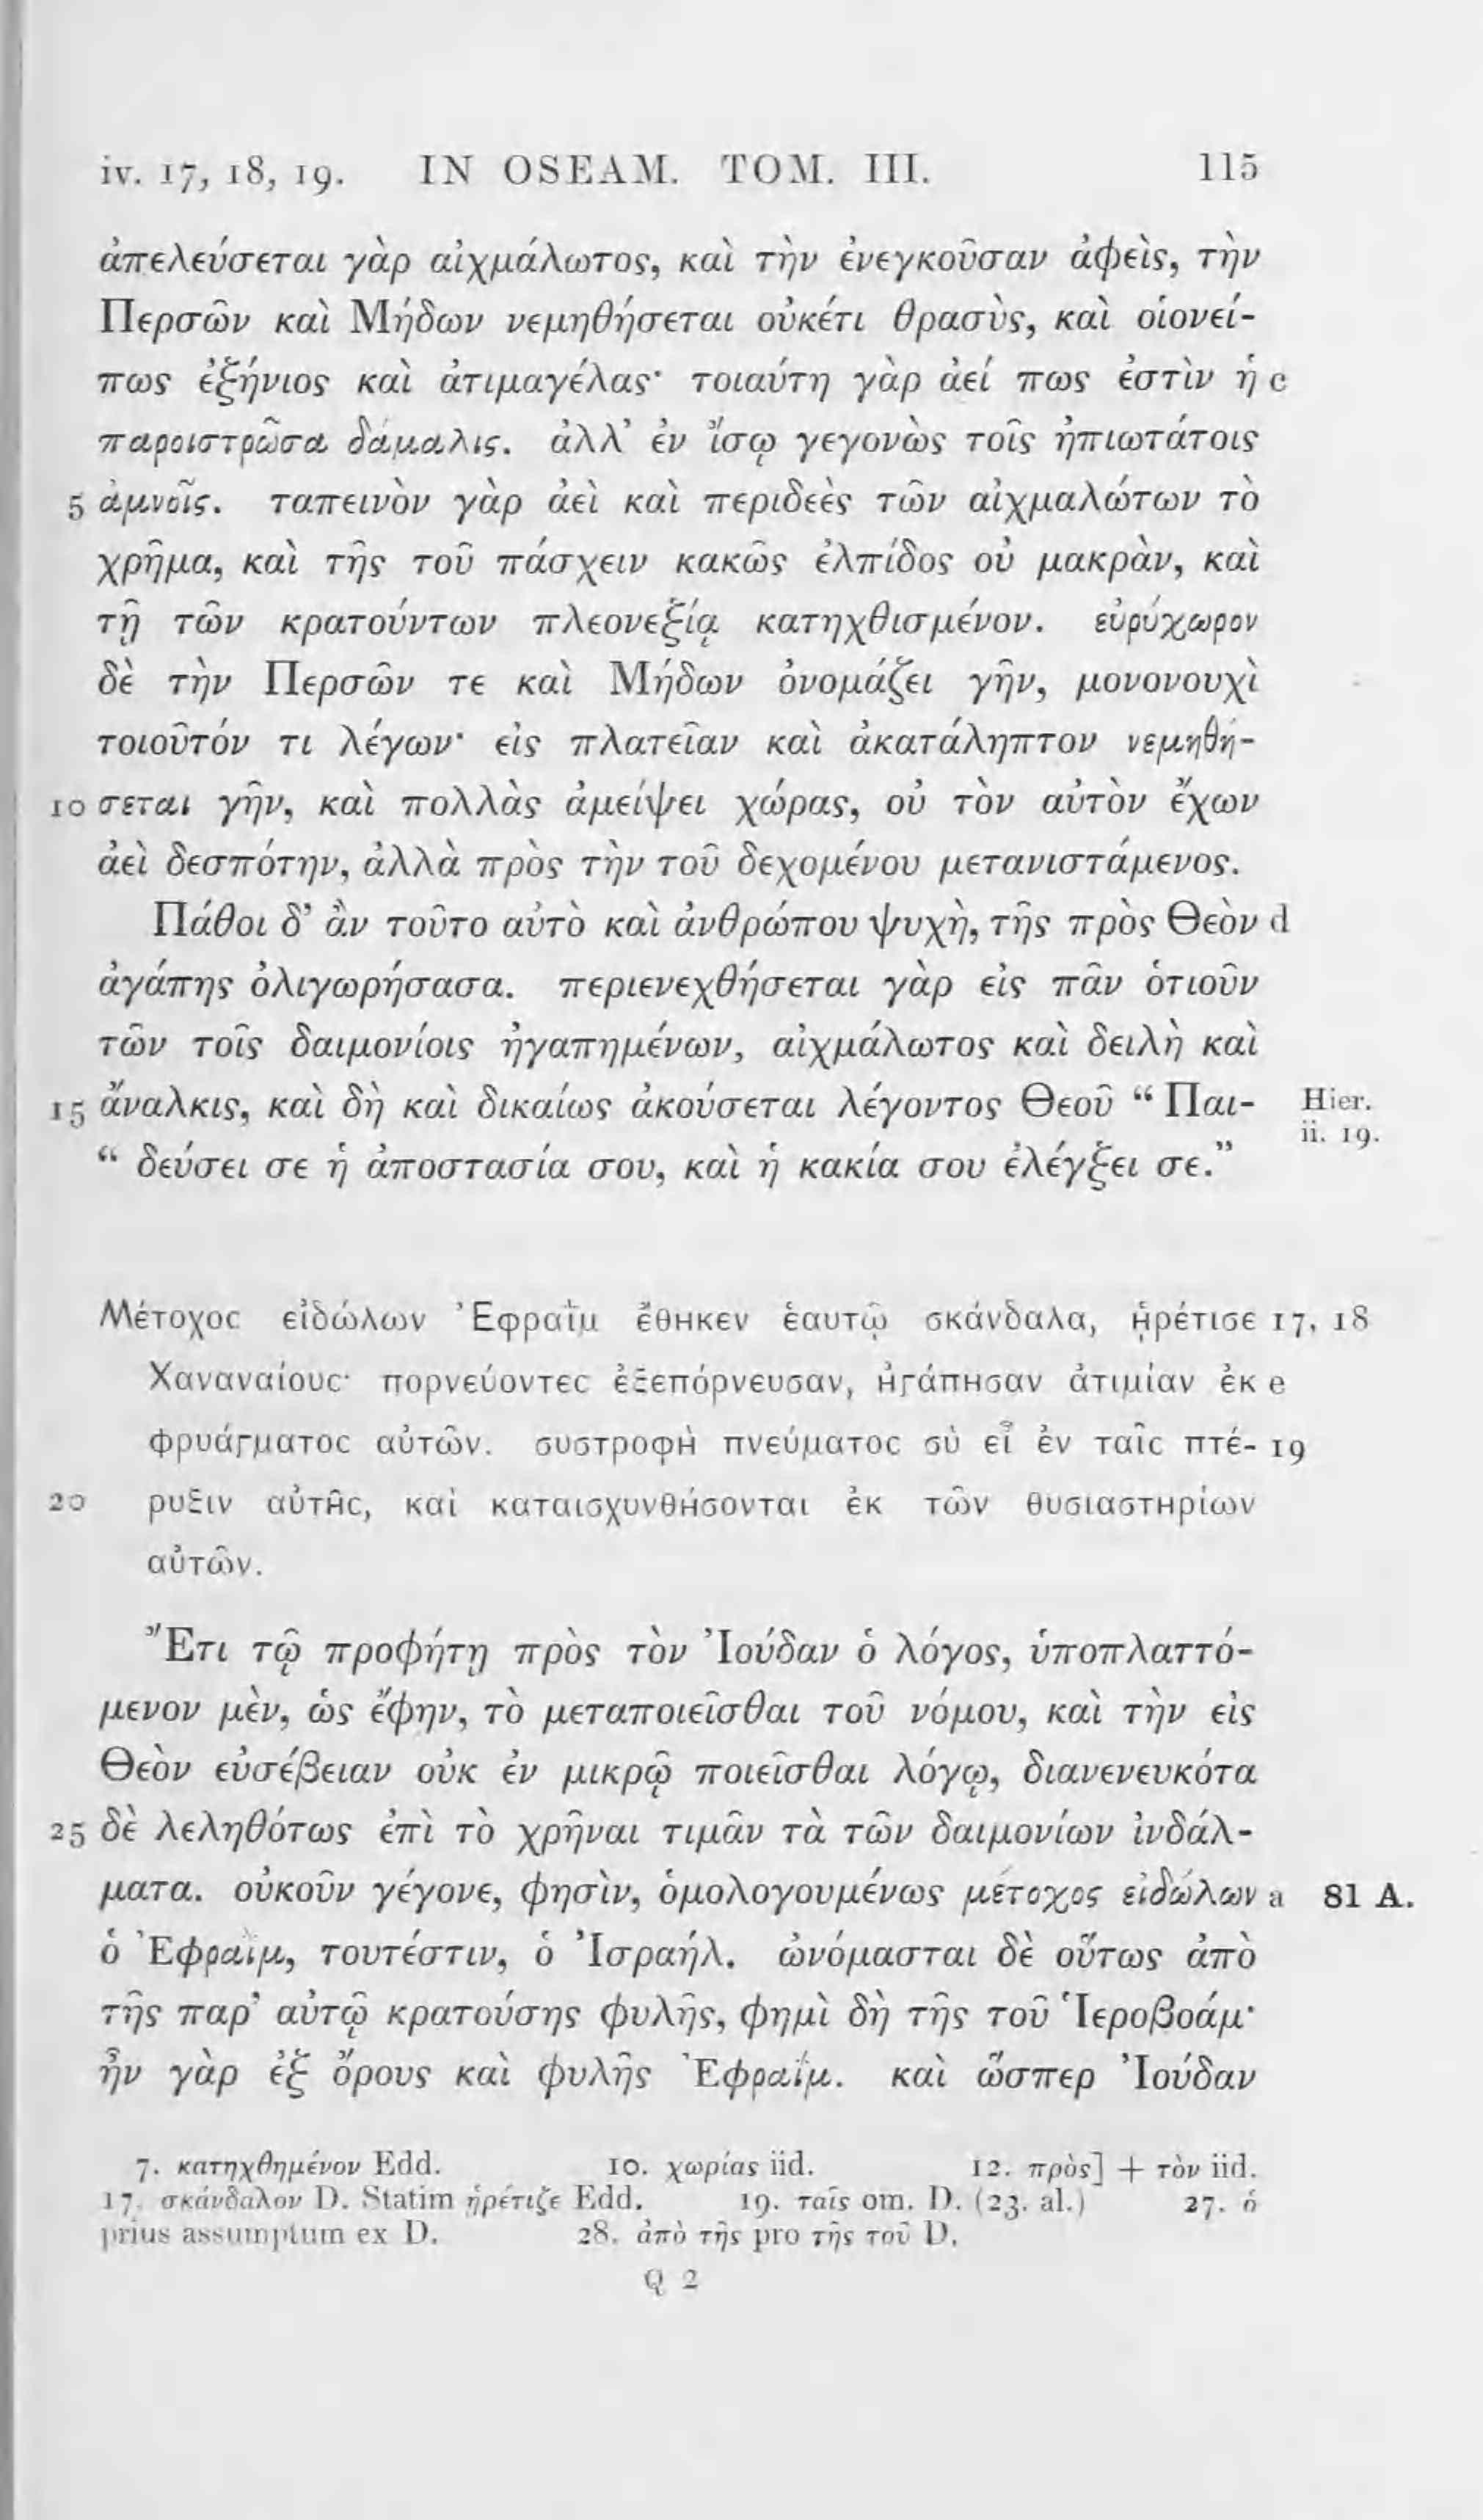 iv. 17, 18, 19. IN OSEAM. TOM. III. 115
ἀπελεύσεται γὰρ αἰχμάλωτος, καὶ τὴν ἐνεγκοῦσαν ἀφεὶς, τὴν
Περσῶν καὶ Μήδων νεμηθήσεται οὐκέτι θρασὺς, καὶ οἱονεί-
πως ἐξήνιος καὶ ἀτιμαγέλας· τοιαύτη γὰρ ἀεί πως ἐστὶν ἡ c
παροιστρῶσα δάμαλις. ἀλλ’ ἐν ἴσῳ γεγονὼς τοῖς ἠπιωτάτοις
5 ἀμνοῖς. ταπεινὸν γὰρ ἀεὶ καὶ περιδεὲς τῶν αἰχμαλώτων τὸ
χρῆμα, καὶ τῆς τοῦ πάσχειν κακῶς ἐλπίδος οὐ μακρὰν, καὶ
τῇ τῶν κρατούντων πλεονεξίᾳ κατηχθισμένον. εὐρύχωρον
δὲ τὴν Περσῶν τε καὶ Μήδων ὀνομάζει γῆν, μονονουχὶ
τοιοῦτόν τι λέγων· εἰς πλατεῖαν καὶ ἀκατάληπτον νεμηθή-
10 σεται γῆν, καὶ πολλὰς ἀμείψει χώρας, οὐ τὸν αὐτὸν ἔχων
ἀεὶ δεσπότην, ἀλλὰ πρὸς τὴν τοῦ δεχομένου μετανιστάμενος.
Πάθοι δ’ ἂν τοῦτο αὐτὸ καὶ ἀνθρώπου ψυχὴ, τῆς πρὸς Θεὸν d
ἀγάπης ὀλιγωρήσασα. περιενεχθήσεται γὰρ εἰς πᾶν ὁτιοῦν
τῶν τοῖς δαιμονίοις ἠγαπημένων, αἰχμάλωτος καὶ δειλὴ καὶ
15 ἄναλκις, καὶ δὴ καὶ δικαίως ἀκούσεται λέγοντος Θεοῦ “ Παι- Hier.
ii. 19.
“ δεύσει σε ἡ ἀποστασία σου, καὶ ἡ κακία σου ἐλέγξει σε.”
Μέτοχος εἰδώλων Ἐφραῒμ ἔθηκεν ἑαυτῷ σκάνδαλα, ᾑρέτισε 17, 18
Χαναναίους· πορνεύοντες ἐξεπόρνευσαν, ἠγάπησαν ἀτιμίαν ἐκ e
φρυάγματος αὐτῶν. συστροφὴ πνεύματος σὺ εἶ ἐν ταῖς πτέ- 19
20 ρυξιν αὐτῆς, καὶ καταισχυνθήσονται ἐκ τῶν θυσιαστηρίων
αὐτῶν.
Ἔτι τῷ προφήτῃ πρὸς τὸν Ἰούδαν ὁ λόγος, ὑποπλαττό-
μενον μὲν, ὡς ἔφην, τὸ μεταποιεῖσθαι τοῦ νόμου, καὶ τὴν εἰς
Θεὸν εὐσέβειαν οὐκ ἐν μικρῷ ποιεῖσθαι λόγῳ, διανενευκότα
25 δὲ λεληθότως ἐπὶ τὸ χρῆναι τιμᾶν τὰ τῶν δαιμονίων ἰνδάλ-
ματα. οὐκοῦν γέγονε, φησὶν, ὁμολογουμένως μέτοχος εἰδώλων a 81 A.
ὁ Ἐφραῒμ, τουτέστιν, ὁ Ἰσραήλ. ὠνόμασται δὲ οὕτως ἀπὸ
τῆς παρ’ αὐτῷ κρατούσης φυλῆς, φημὶ δὴ τῆς τοῦ Ἱεροβοάμ·
ἦν γὰρ ἐξ ὄρους καὶ φυλῆς Ἐφραΐμ. καὶ ὥσπερ Ἰούδαν
7. κατηχθημένον Edd. 10. χωρίας iid. 12. πρὸς] + τὸν iid.
17. σκάνδαλον D. Statim ᾑρέτιζε Edd. 19. ταῖς om. D. (23. al.) 27. ὁ
prius assumptum ex D. 28. ἀπὸ τῆς pro τῆς τοῦ D.
Q 2